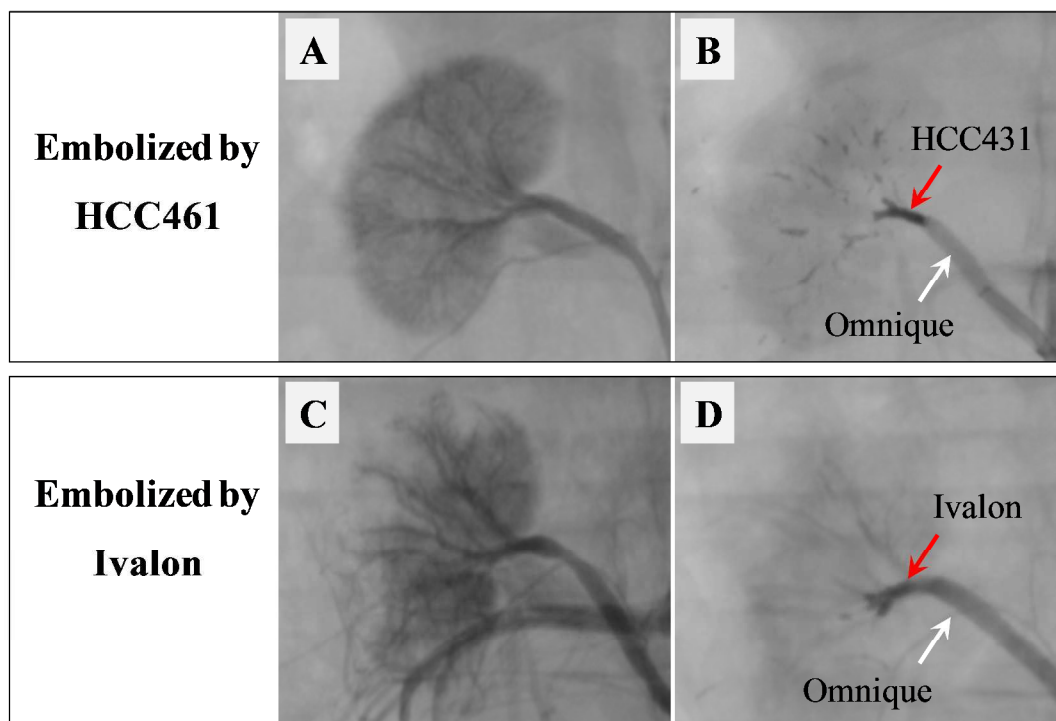 Embolized by
HCC461
A
B
HCC431
Omnique
Embolized by
Ivalon
C
D
Ivalon
Omnique